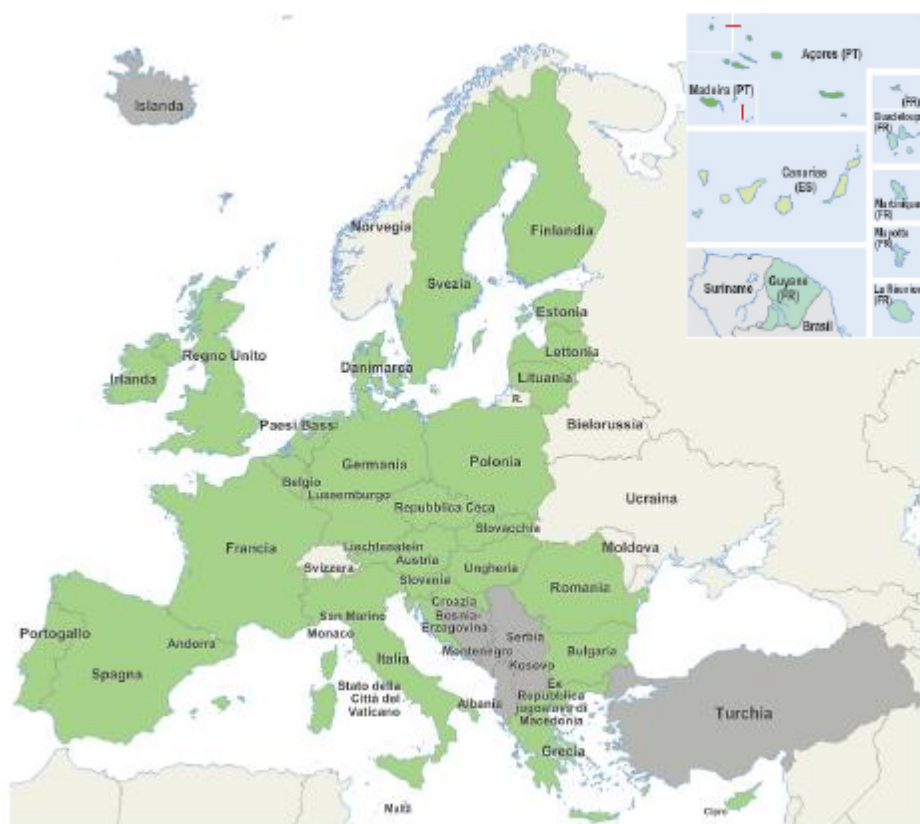 Açores (PT)
Madeira (PT)
(FR)
Guadeloup
(FR)
Canarias
(ES)
Martinique
(FR)
Mayotte
(FR)
Suriname
Guyane
(FR)
Brasil
La Réunion
(FR)
Islanda
Norvegia
Finlandia
Svezia
Estonia
Lettonia
Lituania
R.
Danimarca
Regno Unito
Irlanda
Paesi Bassi
Bielorussia
Germania
Polonia
Belgio
Lussemburgo
Repubblica Ceca
Ucraina
Slovacchia
Francia
Liechtenstein
Moldova
Svizzera
Austria
Ungheria
Slovenia
Romania
Croazia
San Marino
Bosnia-
Erzegovina
Portogallo
Monaco
Serbia
Andorra
Montenegro
Bulgaria
Spagna
Italia
Kosovo
Stato della
Città del
Vaticano
Albania
Ex
Repubblica
jugoslava di
Macedonia
Turchia
Grecia
Malta
Cipro